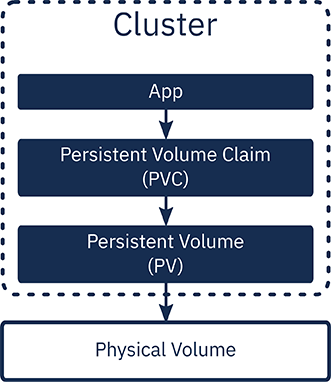 Cluster
App
Persistent Volume Claim
(PVC)
Persistent Volume
(PV)
Physical Volume